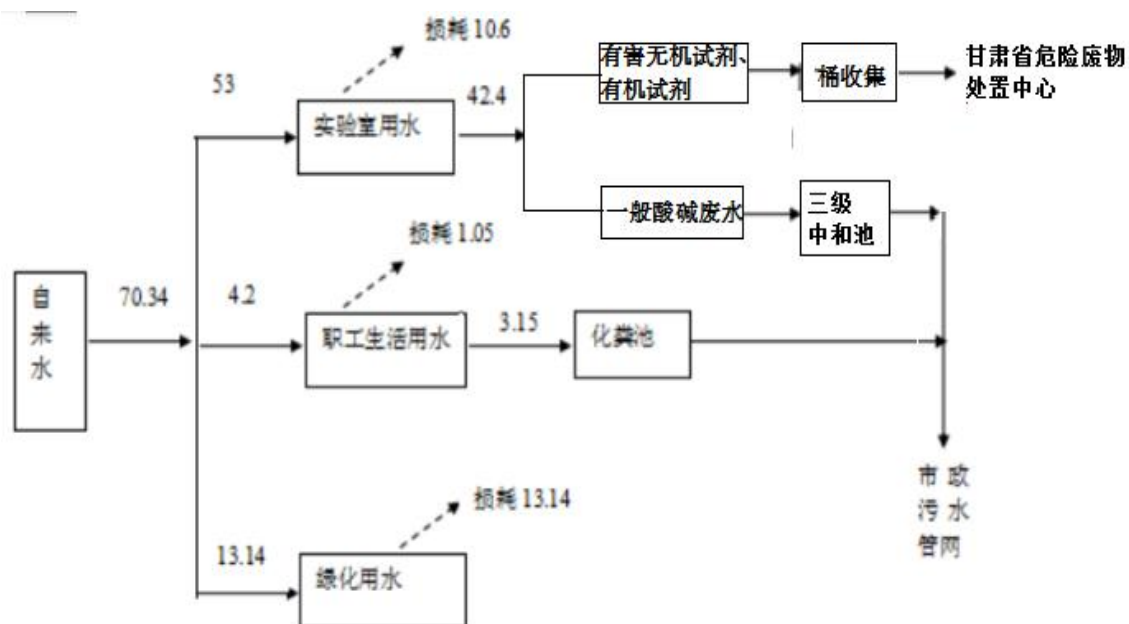 损耗 10.6
有害无机试剂、
有机试剂
桶收集
甘肃省危险废物
处置中心
53
42.4
实验室用水
一般酸碱废水
三级
中和池
损耗 1.05
自
来
水
70.34
4.2
职工生活用水
3.15
化粪池
市 政
污 水
管网
损耗 13.14
13.14
绿化用水